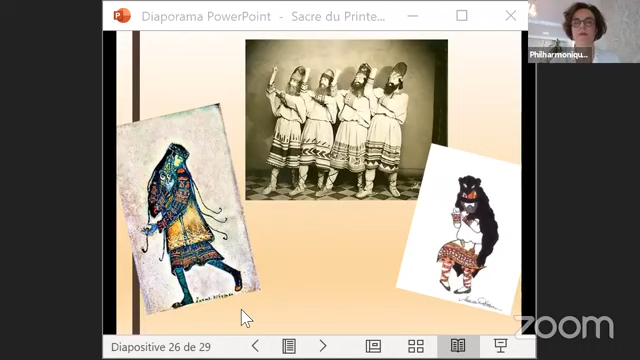 Diaporama PowerPoint - Sacre du Printe...
Philharmoniqu...
Diapositive 26 de 29
zoom